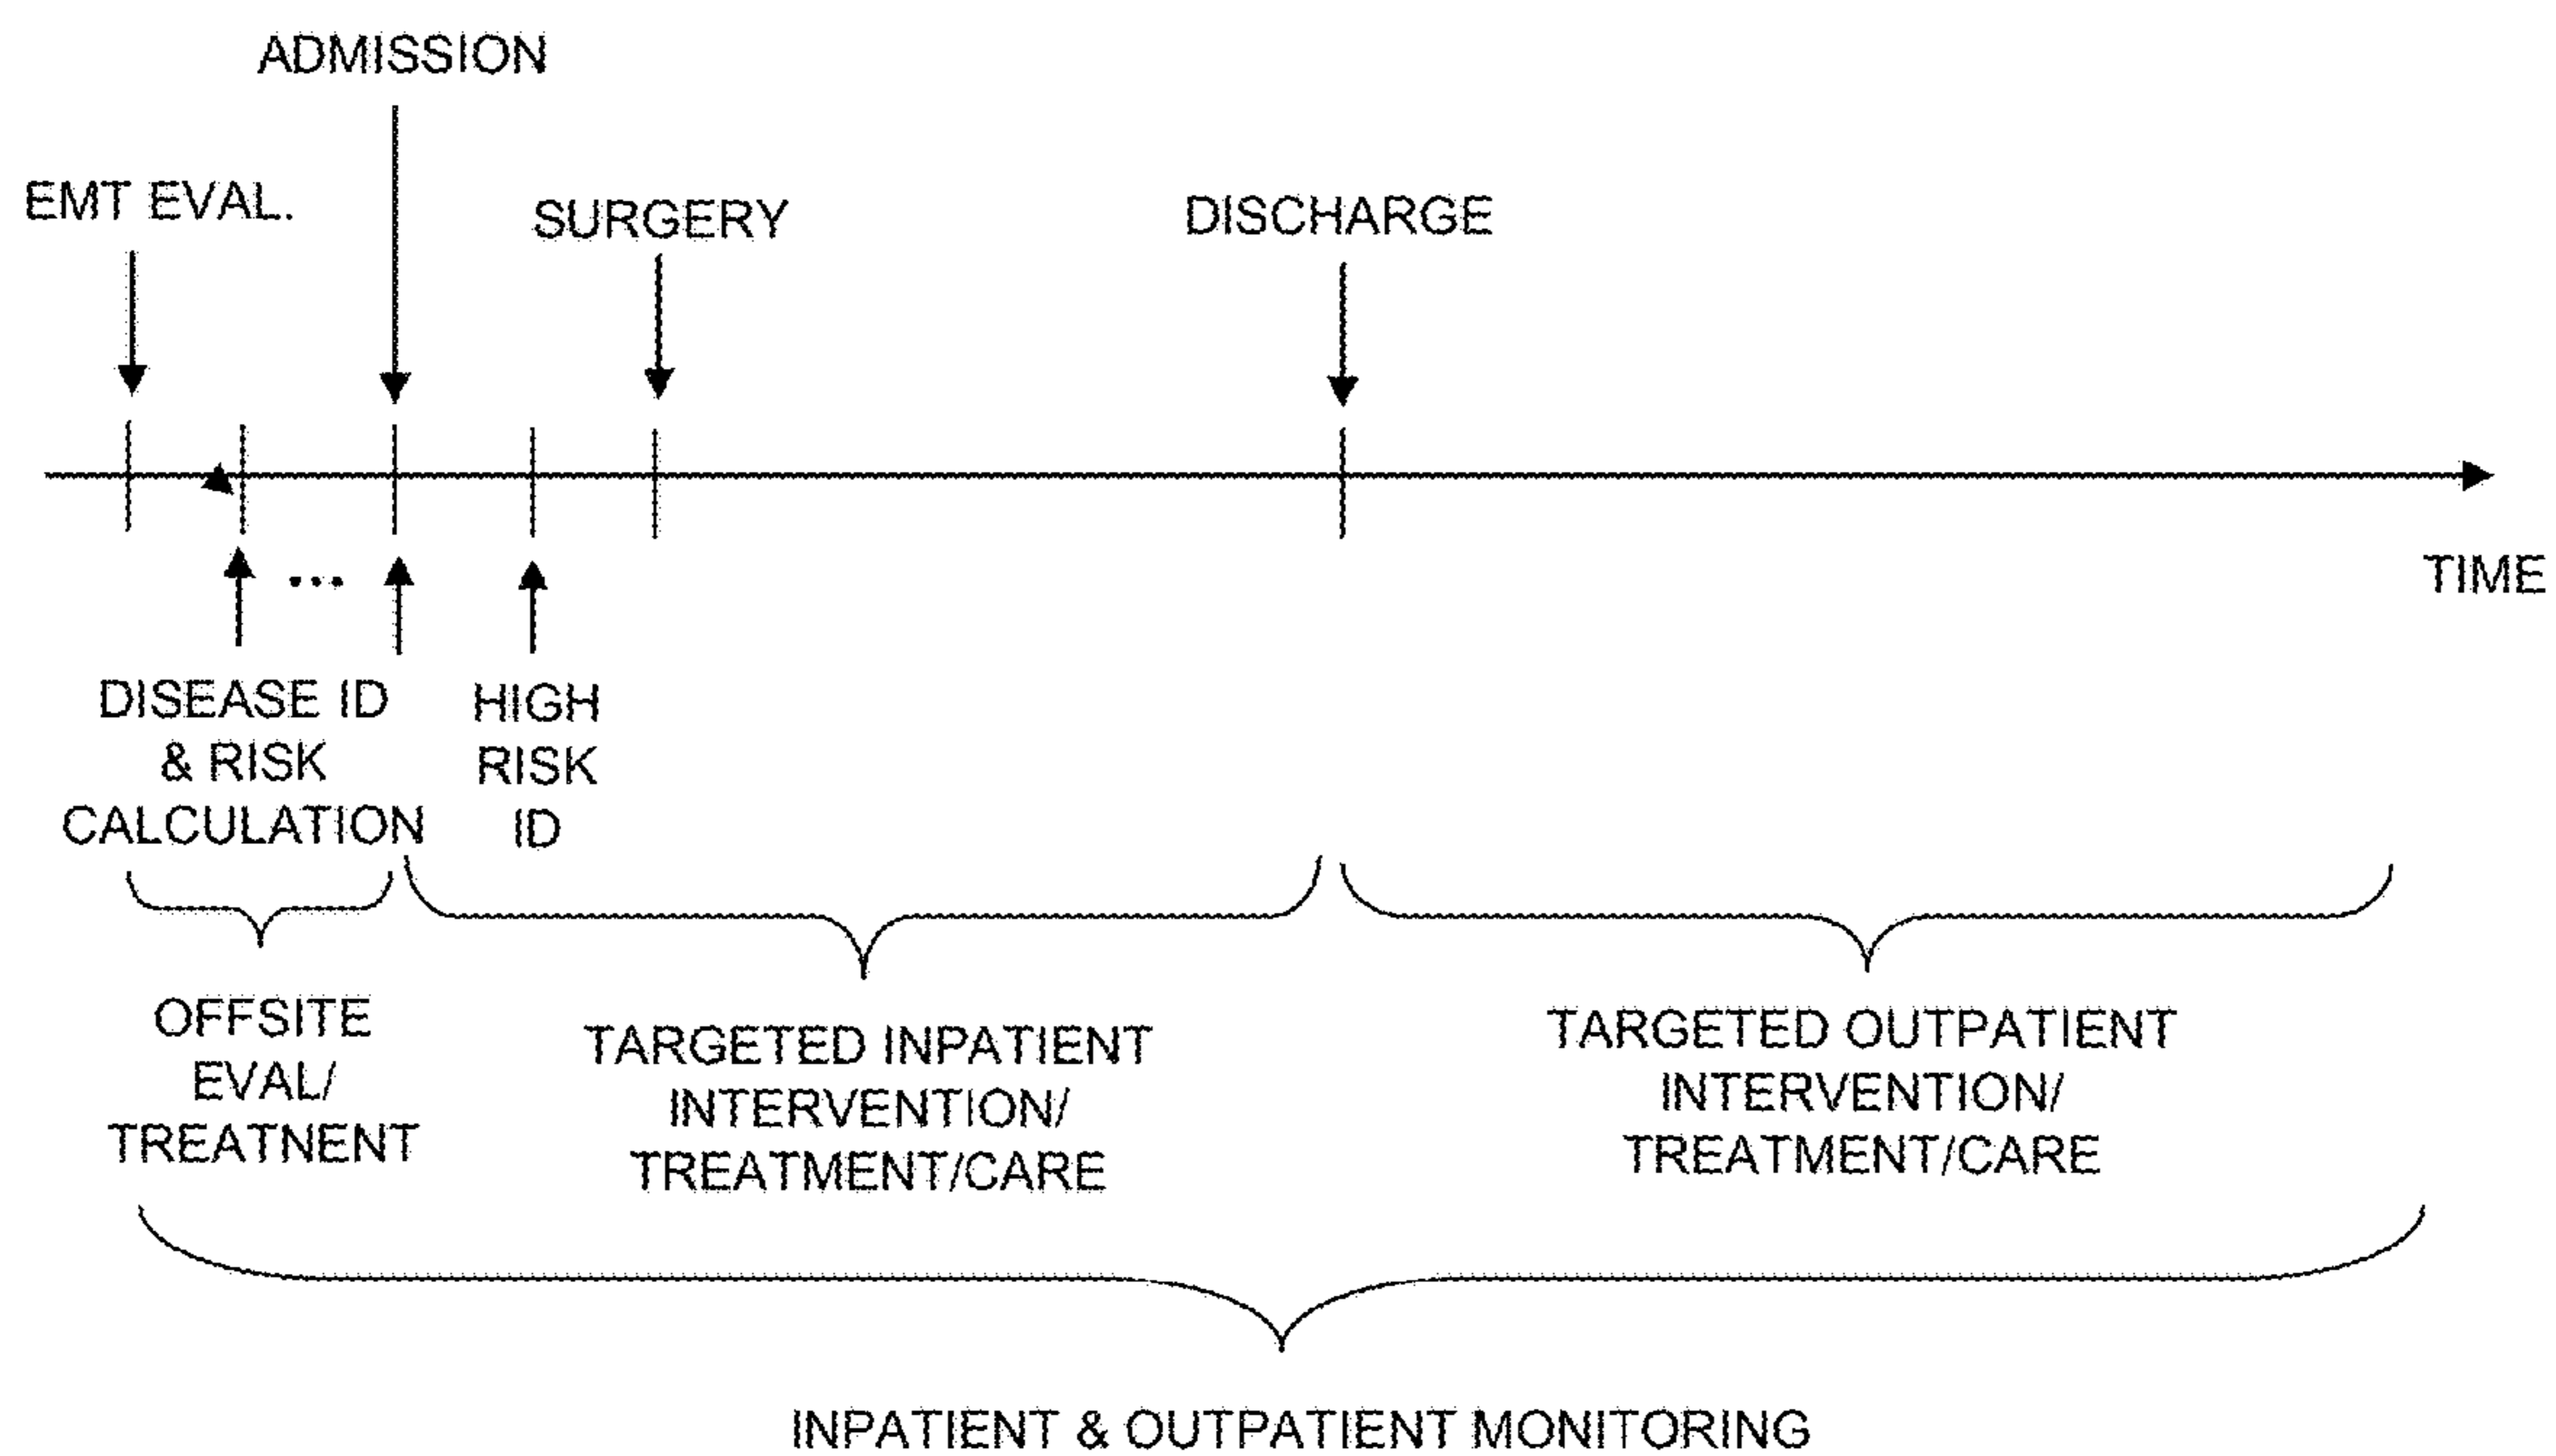 ADMISSION
EMT EVAL.
SURGERY
DISCHARGE
TIME
...
DISEASE ID
& RISK
CALCULATION
HIGH
RISK
ID
OFFSITE
EVAL/
TREATNENT
TARGETED INPATIENT
INTERVENTION/
TREATMENT/CARE
TARGETED OUTPATIENT
INTERVENTION/
TREATMENT/CARE
INPATIENT & OUTPATIENT MONITORING